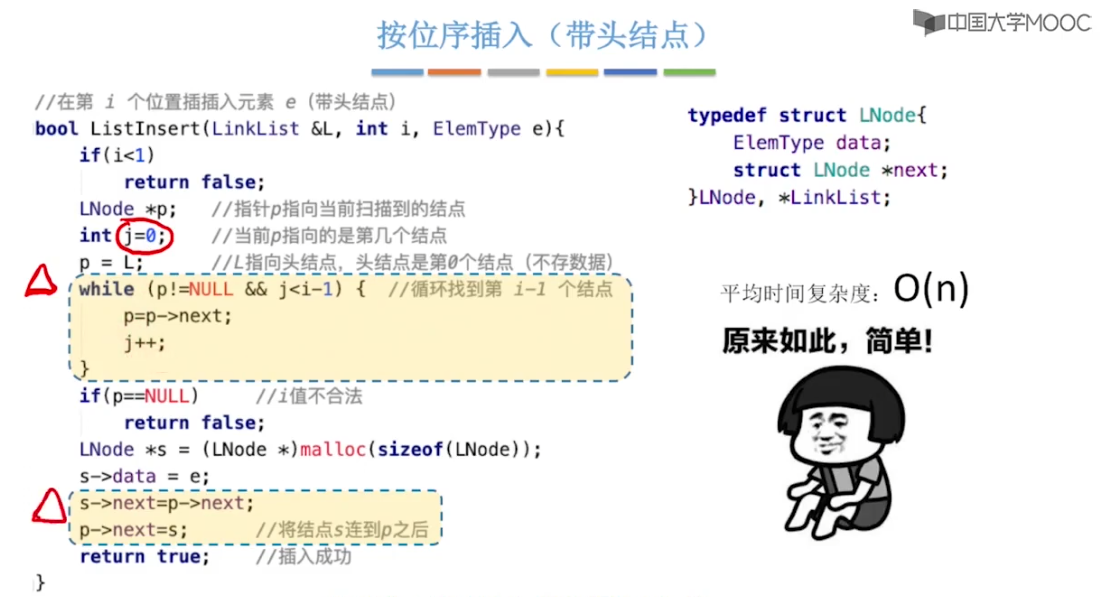 中国大学MOOC
按位序插入（带头结点）
//在第 i 个位置插插入元素 e（带头结点）
bool ListInsert(LinkList &L, int i, ElemType e){
if(i<1)
return false;
LNode *p; //指针p指向当前扫描到的结点
int j=0; //当前p指向的是第几个结点
p = L; //L指向头结点，头结点是第0个结点（不存数据）
while (p!=NULL && j<i-1) { //循环找到第 i-1 个结点
p=p->next;
j++;
}
if(p==NULL) //i值不合法
return false;
LNode *s = (LNode *)malloc(sizeof(LNode));
s->data = e;
s->next=p->next;
p->next=s; //将结点s连到p之后
return true; //插入成功
}
typedef struct LNode{
ElemType data;
struct LNode *next;
}LNode, *LinkList;
平均时间复杂度：O(n)
原来如此，简单!